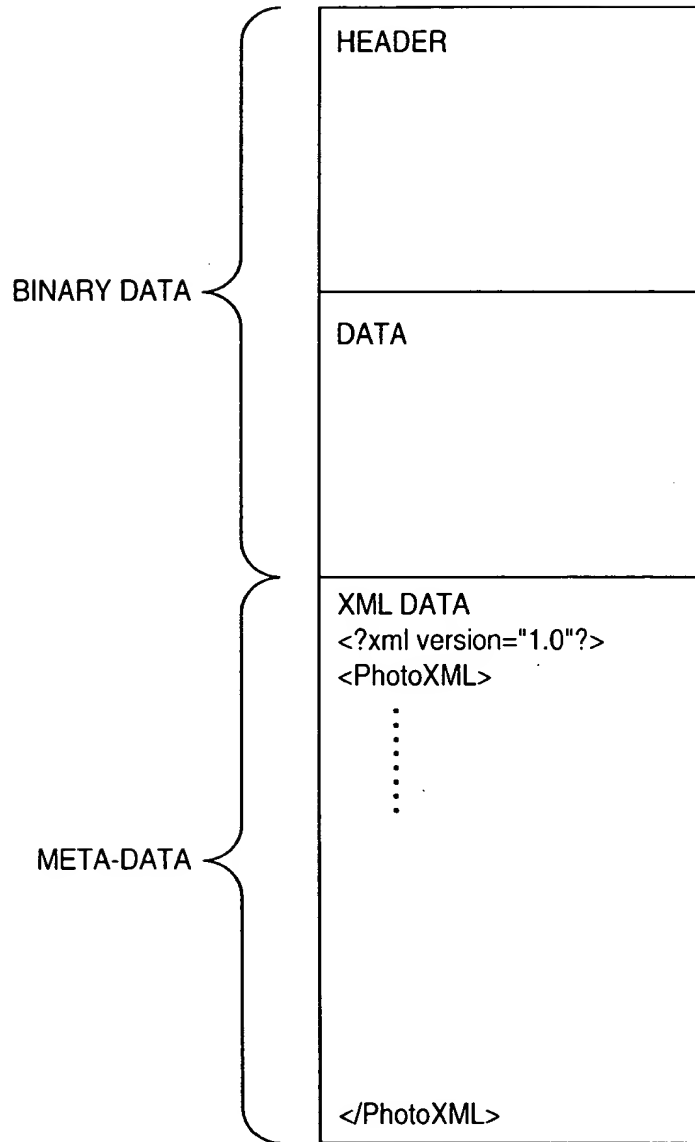 HEADER
BINARY DATA
DATA
XML DATA
<?xml version="1.0"?>
<PhotoXML>
META-DATA
</PhotoXML>